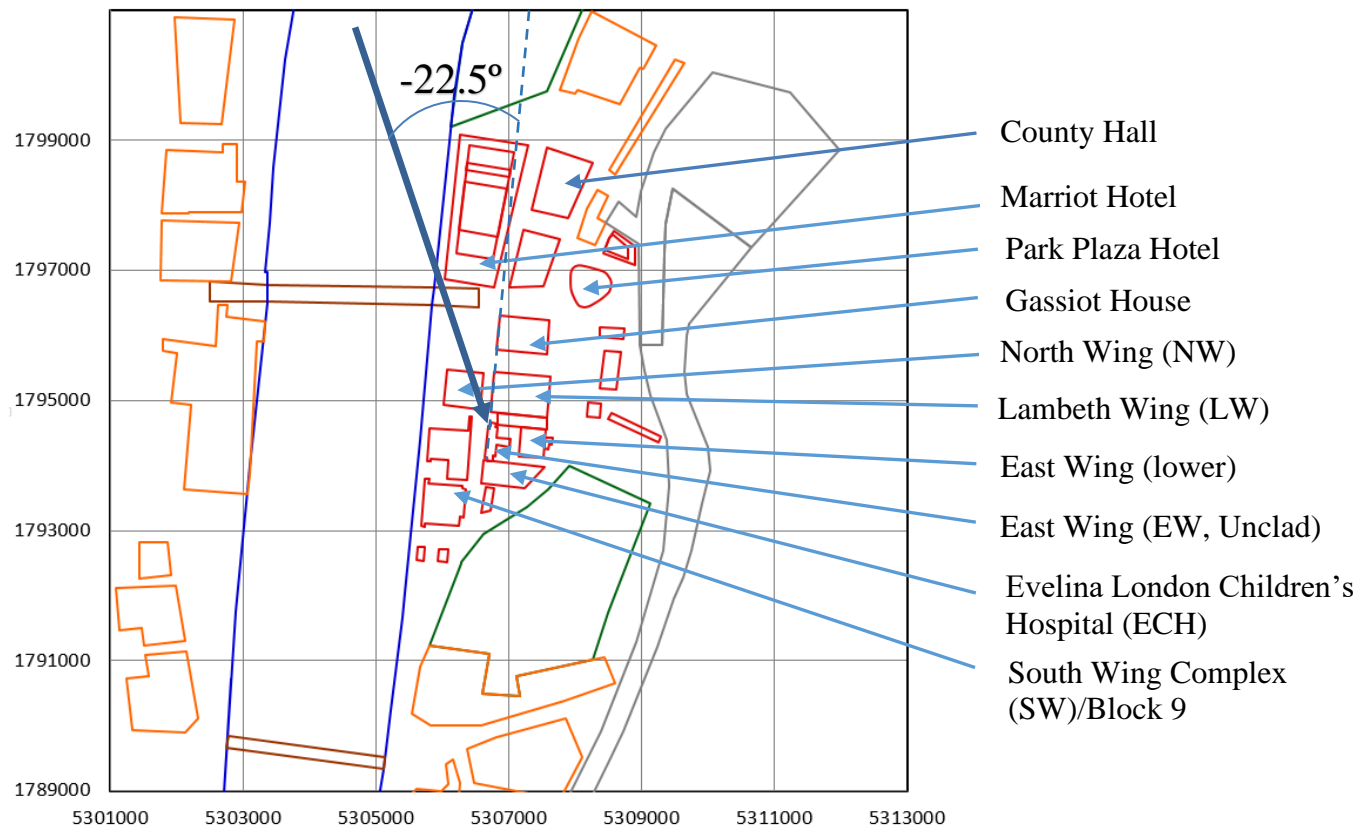 -22.5º
1799000
1797000
1795000
1793000
1791000
1789000
5301000 5303000 5305000 5307000 5309000 5311000 5313000
County Hall
Marriot Hotel
Park Plaza Hotel
Gassiot House
North Wing (NW)
Lambeth Wing (LW)
East Wing (lower)
East Wing (EW, Unclad)
Evelina London Children’s
Hospital (ECH)
South Wing Complex
(SW)/Block 9